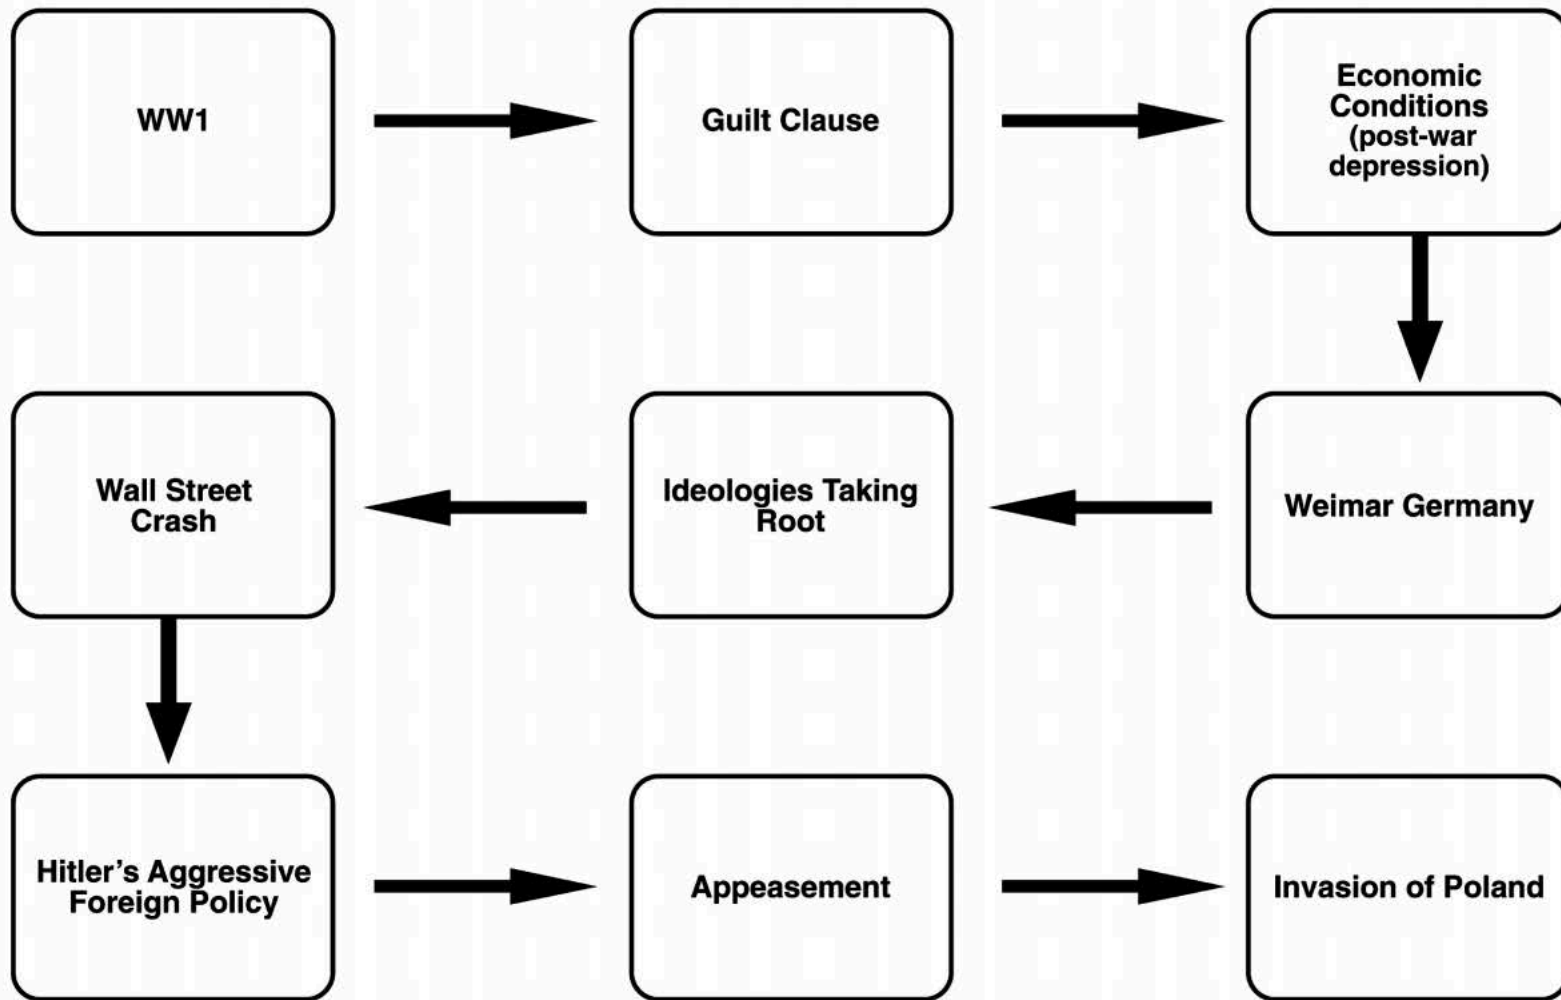 WW1
Guilt Clause
Economic
Conditions
(post-war
depression)
Weimar Germany
Ideologies Taking
Root
Wall Street
Crash
Hitler’s Aggressive
Foreign Policy
Appeasement
Invasion of Poland